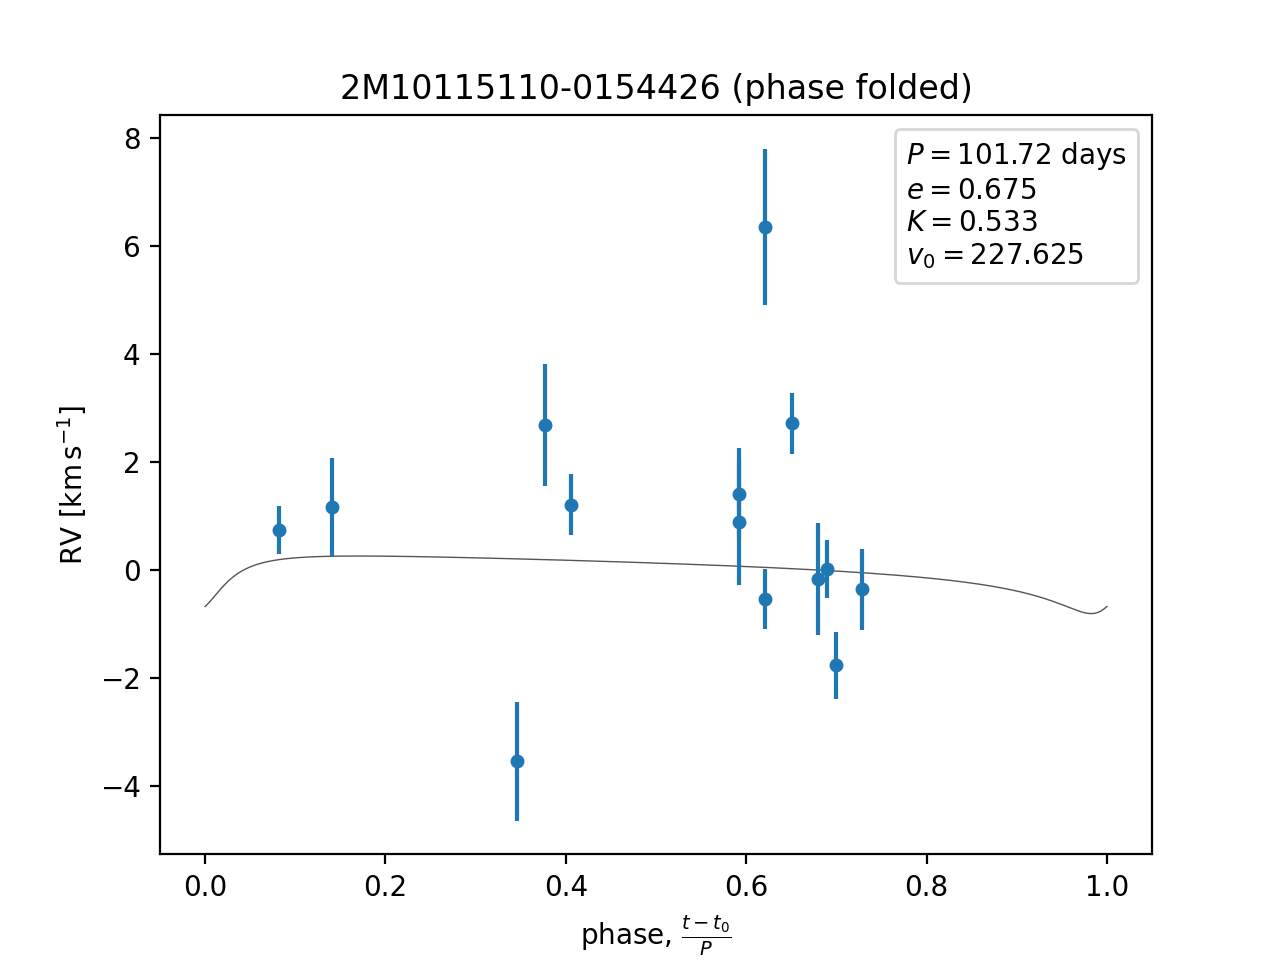 2M10115110-0154426 (phase folded)
P = 101.72 days
e = 0.675
K = 0.533
v₀ = 227.625
8
6
4
2
0
−2
−4
RV [km s⁻¹]
0.0 0.2 0.4 0.6 0.8 1.0
phase, (t − t₀)/P